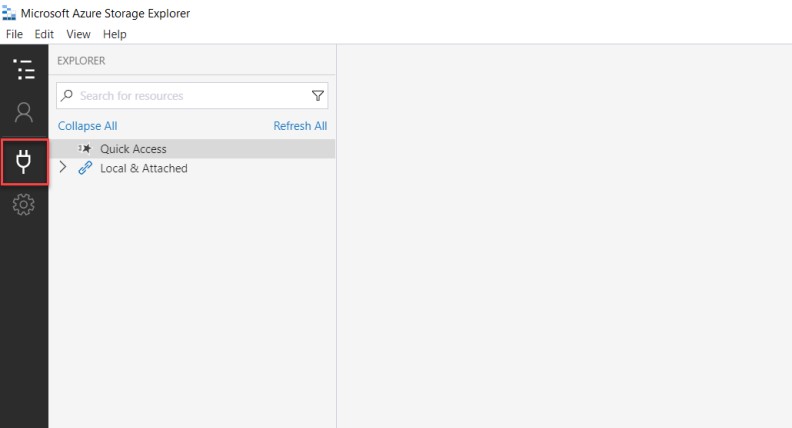 Microsoft Azure Storage Explorer
File Edit View Help
EXPLORER
Search for resources
Collapse All Refresh All
Quick Access
Local & Attached